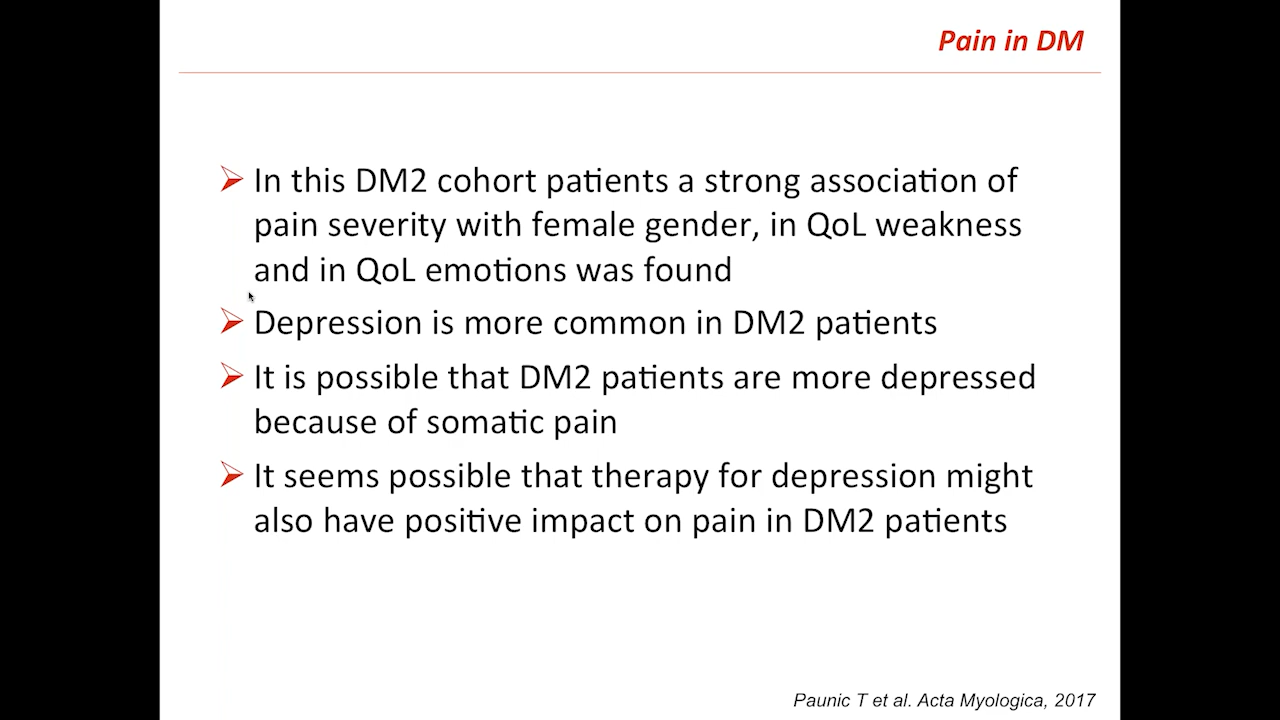 Pain in DM
In this DM2 cohort patients a strong association of
pain severity with female gender, in QoL weakness
and in QoL emotions was found
Depression is more common in DM2 patients
It is possible that DM2 patients are more depressed
because of somatic pain
It seems possible that therapy for depression might
also have positive impact on pain in DM2 patients
Paunic T et al. Acta Myologica, 2017